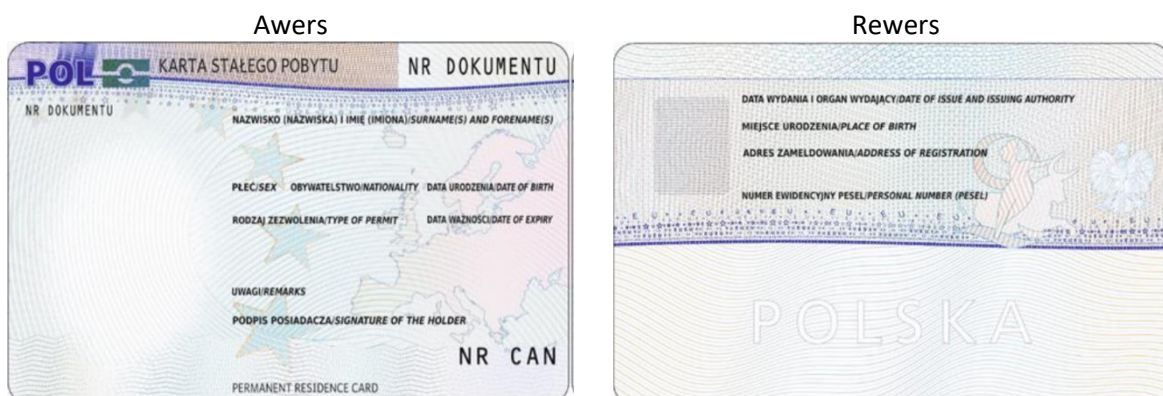 Awers
POL KARTA STAŁEGO POBYTU NR DOKUMENTU
NR DOKUMENTU
NAZWISKO (NAZWISKA) I IMIĘ (IMIONA)/SURNAME(S) AND FORENAME(S)
PŁEĆ/SEX OBYWATELSTWO/NATIONALITY DATA URODZENIA/DATE OF BIRTH
RODZAJ ZEZWOLENIA/TYPE OF PERMIT DATA WAŻNOŚCI/DATE OF EXPIRY
UWAGI/REMARKS
PODPIS POSIADACZA/SIGNATURE OF THE HOLDER
NR CAN
PERMANENT RESIDENCE CARD
Rewers
DATA WYDANIA I ORGAN WYDAJĄCY/DATE OF ISSUE AND ISSUING AUTHORITY
MIEJSCE URODZENIA/PLACE OF BIRTH
ADRES ZAMELDOWANIA/ADDRESS OF REGISTRATION
NUMER EWIDENCYJNY PESEL/PERSONAL NUMBER (PESEL)
POLSKA